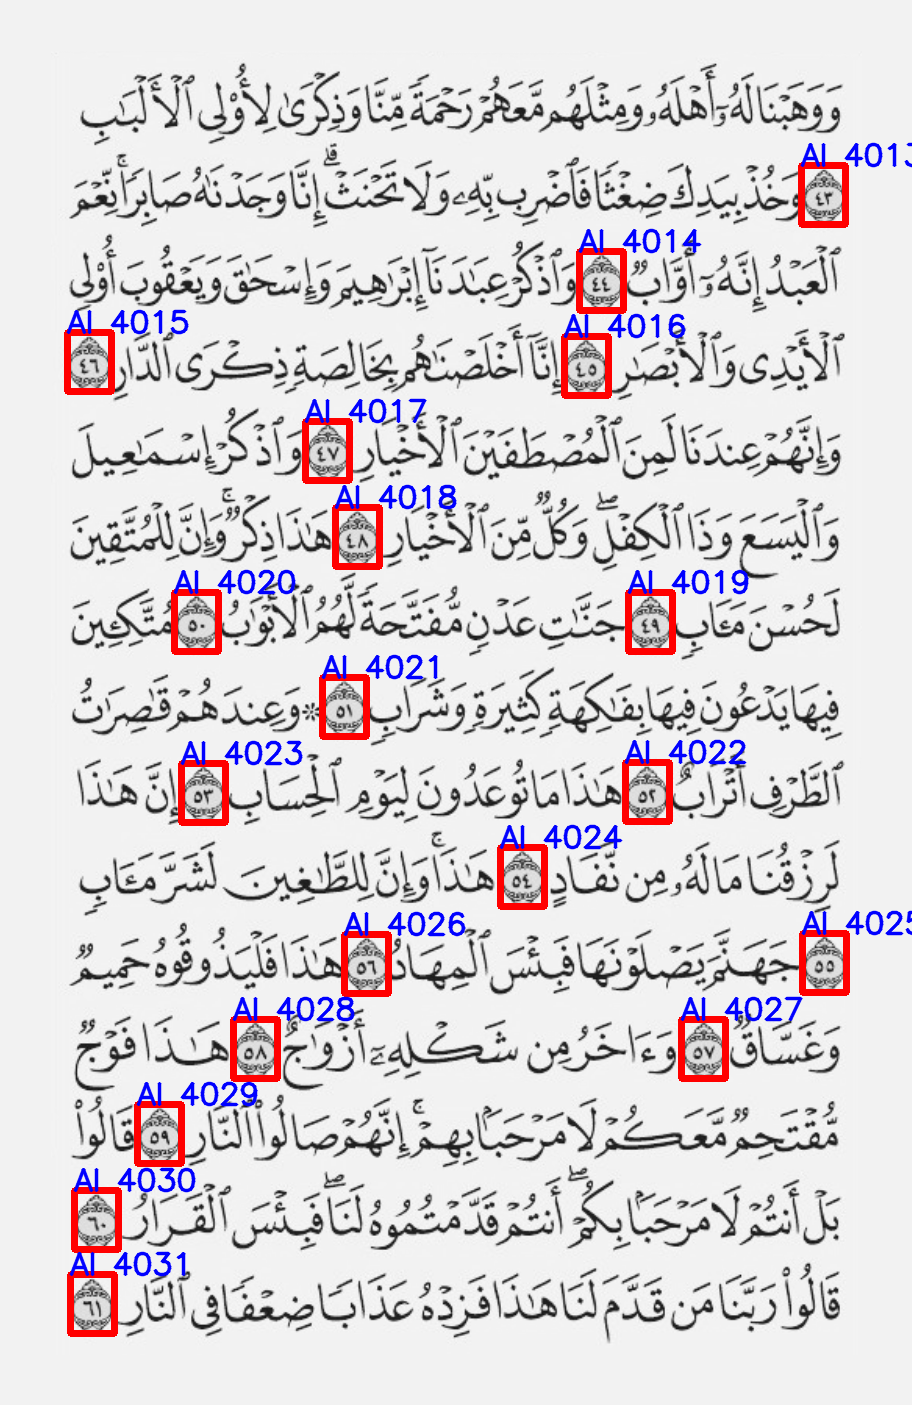 وَوَهَبْنَا لَهُۥٓ أَهْلَهُۥ وَمِثْلَهُم مَّعَهُمْ رَحْمَةً مِّنَّا وَذِكْرَىٰ لِأُو۟لِى ٱلْأَلْبَـٰبِ
AI 4013
٤٣ وَخُذْ بِيَدِكَ ضِغْثًا فَٱضْرِب بِّهِۦ وَلَا تَحْنَثْ ۗ إِنَّا وَجَدْنَـٰهُ صَابِرًا ۚ نِّعْمَ
AI 4014
ٱلْعَبْدُ إِنَّهُۥٓ أَوَّابٌ ٤٤ وَٱذْكُرْ عِبَـٰدَنَآ إِبْرَٰهِيمَ وَإِسْحَـٰقَ وَيَعْقُوبَ أُو۟لِى
AI 4016 AI 4015
ٱلْأَيْدِى وَٱلْأَبْصَـٰرِ ٤٥ إِنَّآ أَخْلَصْنَـٰهُم بِخَالِصَةٍ ذِكْرَى ٱلدَّارِ ٤٦
AI 4017
وَإِنَّهُمْ عِندَنَا لَمِنَ ٱلْمُصْطَفَيْنَ ٱلْأَخْيَارِ ٤٧ وَٱذْكُرْ إِسْمَـٰعِيلَ
AI 4018
وَٱلْيَسَعَ وَذَا ٱلْكِفْلِ ۖ وَكُلٌّ مِّنَ ٱلْأَخْيَارِ ٤٨ هَـٰذَا ذِكْرٌ ۚ وَإِنَّ لِلْمُتَّقِينَ
AI 4019 AI 4020
لَحُسْنَ مَـَٔابٍ ٤٩ جَنَّـٰتِ عَدْنٍ مُّفَتَّحَةً لَّهُمُ ٱلْأَبْوَٰبُ ٥٠ مُتَّكِـِٔينَ
AI 4021
فِيهَا يَدْعُونَ فِيهَا بِفَـٰكِهَةٍ كَثِيرَةٍ وَشَرَابٍ ٥١ ۞ وَعِندَهُمْ قَـٰصِرَٰتُ
AI 4022 AI 4023
ٱلطَّرْفِ أَتْرَابٌ ٥٢ هَـٰذَا مَا تُوعَدُونَ لِيَوْمِ ٱلْحِسَابِ ٥٣ إِنَّ هَـٰذَا
AI 4024
لَرِزْقُنَا مَا لَهُۥ مِن نَّفَادٍ ٥٤ هَـٰذَا ۚ وَإِنَّ لِلطَّـٰغِينَ لَشَرَّ مَـَٔابٍ
AI 4025 AI 4026
٥٥ جَهَنَّمَ يَصْلَوْنَهَا فَبِئْسَ ٱلْمِهَادُ ٥٦ هَـٰذَا فَلْيَذُوقُوهُ حَمِيمٌ
AI 4027 AI 4028
وَغَسَّاقٌ ٥٧ وَءَاخَرُ مِن شَكْلِهِۦٓ أَزْوَٰجٌ ٥٨ هَـٰذَا فَوْجٌ
AI 4029
مُّقْتَحِمٌ مَّعَكُمْ لَا مَرْحَبًۢا بِهِمْ ۚ إِنَّهُمْ صَالُوا۟ ٱلنَّارِ ٥٩ قَالُوا۟
AI 4030
بَلْ أَنتُمْ لَا مَرْحَبًۢا بِكُمْ ۖ أَنتُمْ قَدَّمْتُمُوهُ لَنَا ۖ فَبِئْسَ ٱلْقَرَارُ ٦٠
AI 4031
قَالُوا۟ رَبَّنَا مَن قَدَّمَ لَنَا هَـٰذَا فَزِدْهُ عَذَابًا ضِعْفًا فِى ٱلنَّارِ ٦١